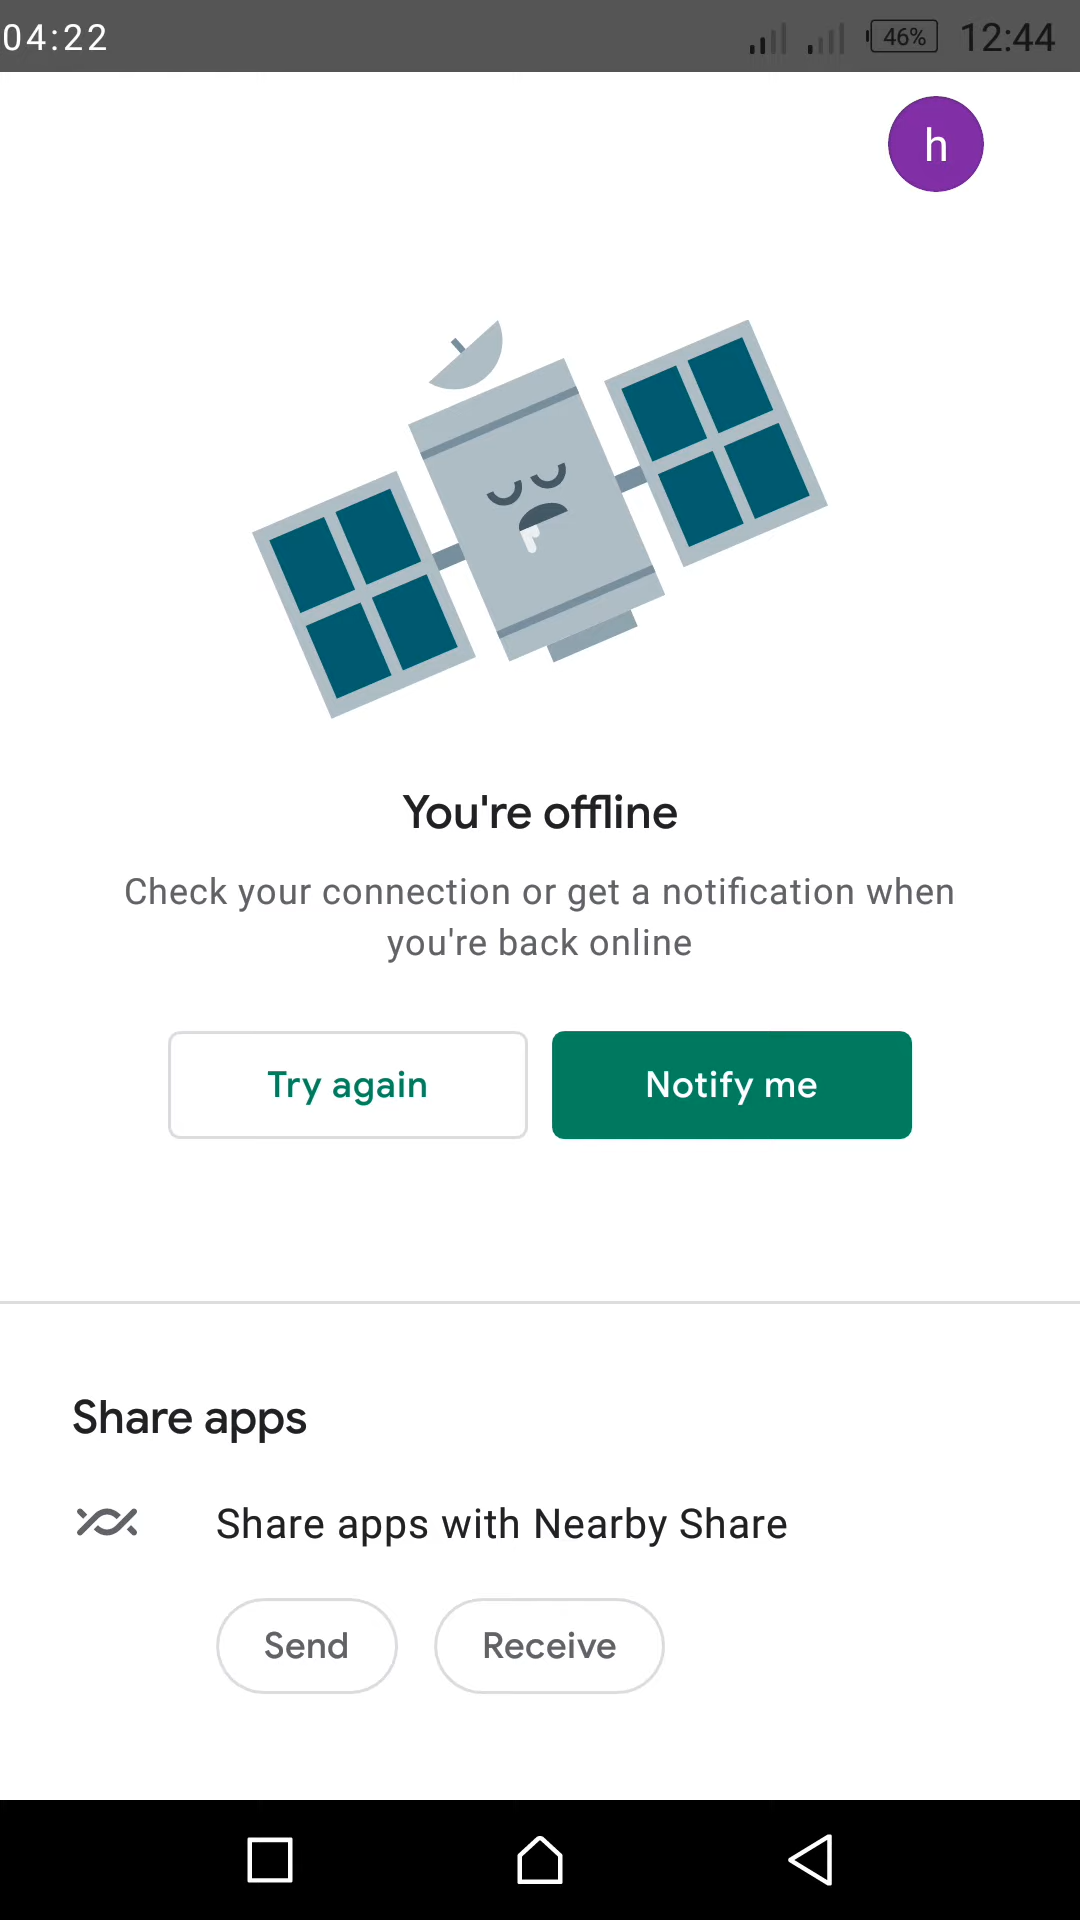 04:22 46% 12:44
h
You're offline
Check your connection or get a notification when
you're back online
Try again Notify me
Share apps
Share apps with Nearby Share
Send Receive